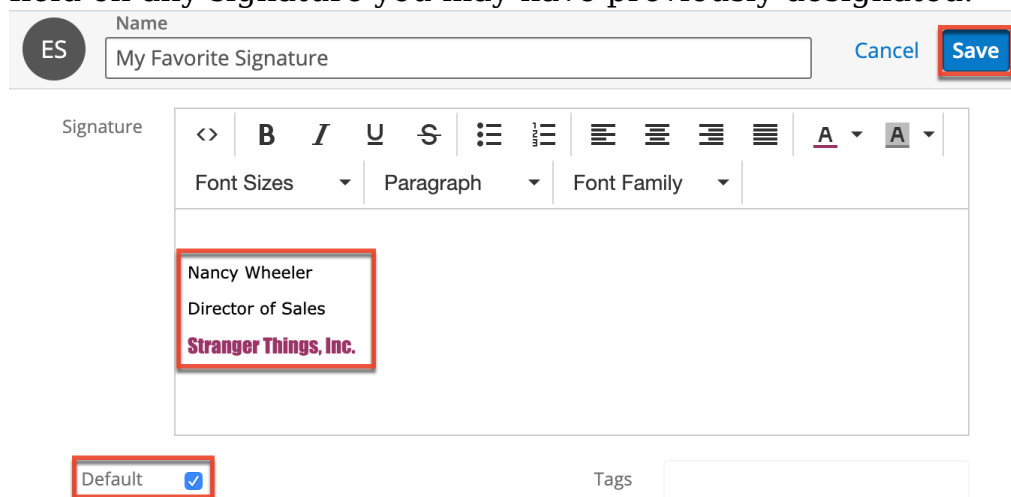 hold on any signature you may have previously designated.
Name
ES
My Favorite Signature
Cancel
Save
Signature
<> B I U S A A
Font Sizes Paragraph Font Family
Nancy Wheeler
Director of Sales
Stranger Things, Inc.
Default
Tags